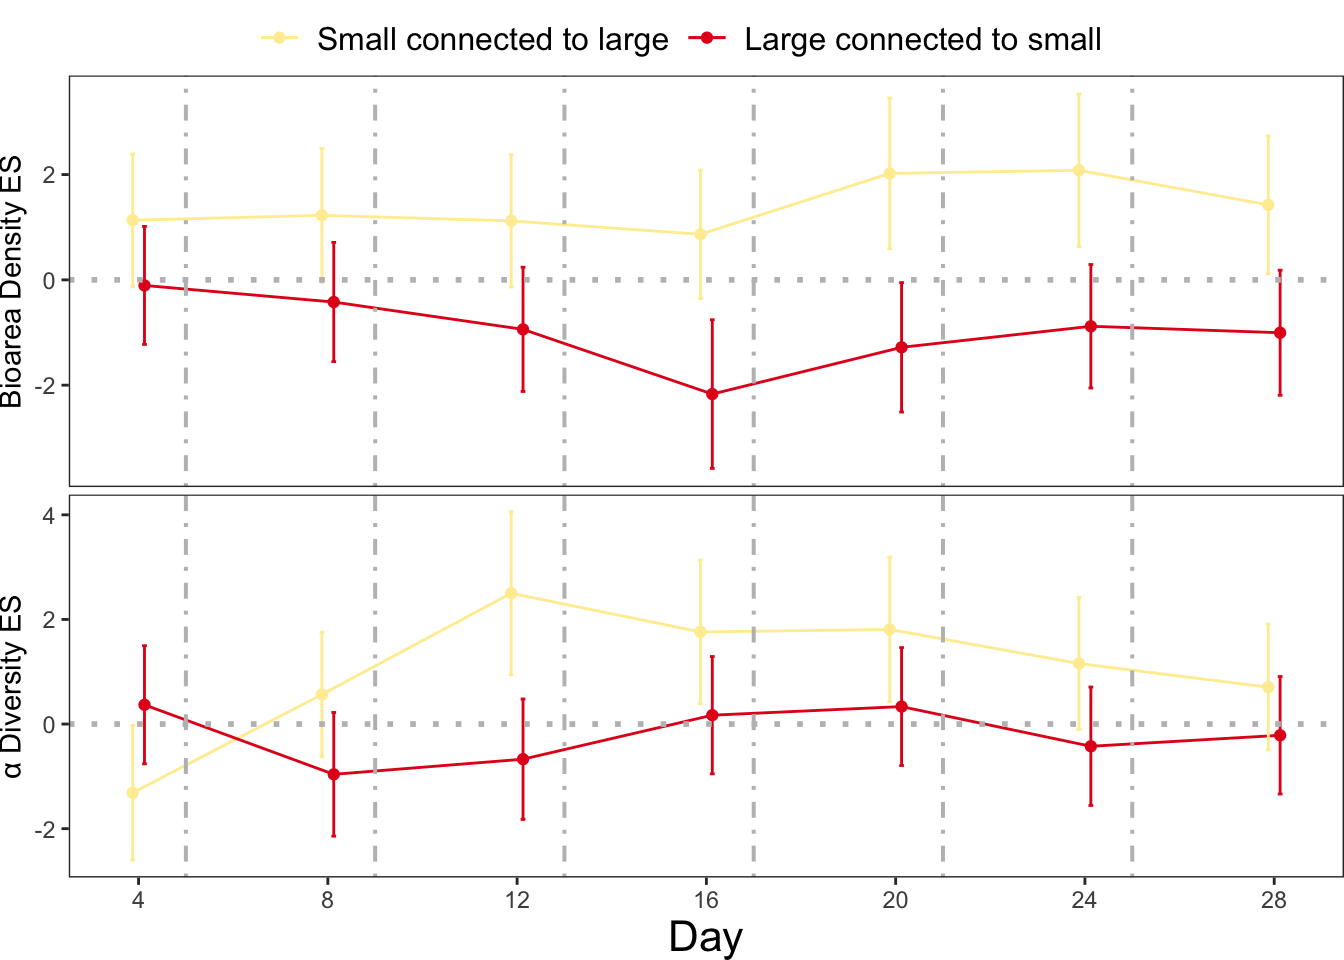 Small connected to large Large connected to small
Bioarea Density ES
2
0
-2
α Diversity ES
4
2
0
-2
4 8 12 16 20 24 28
Day